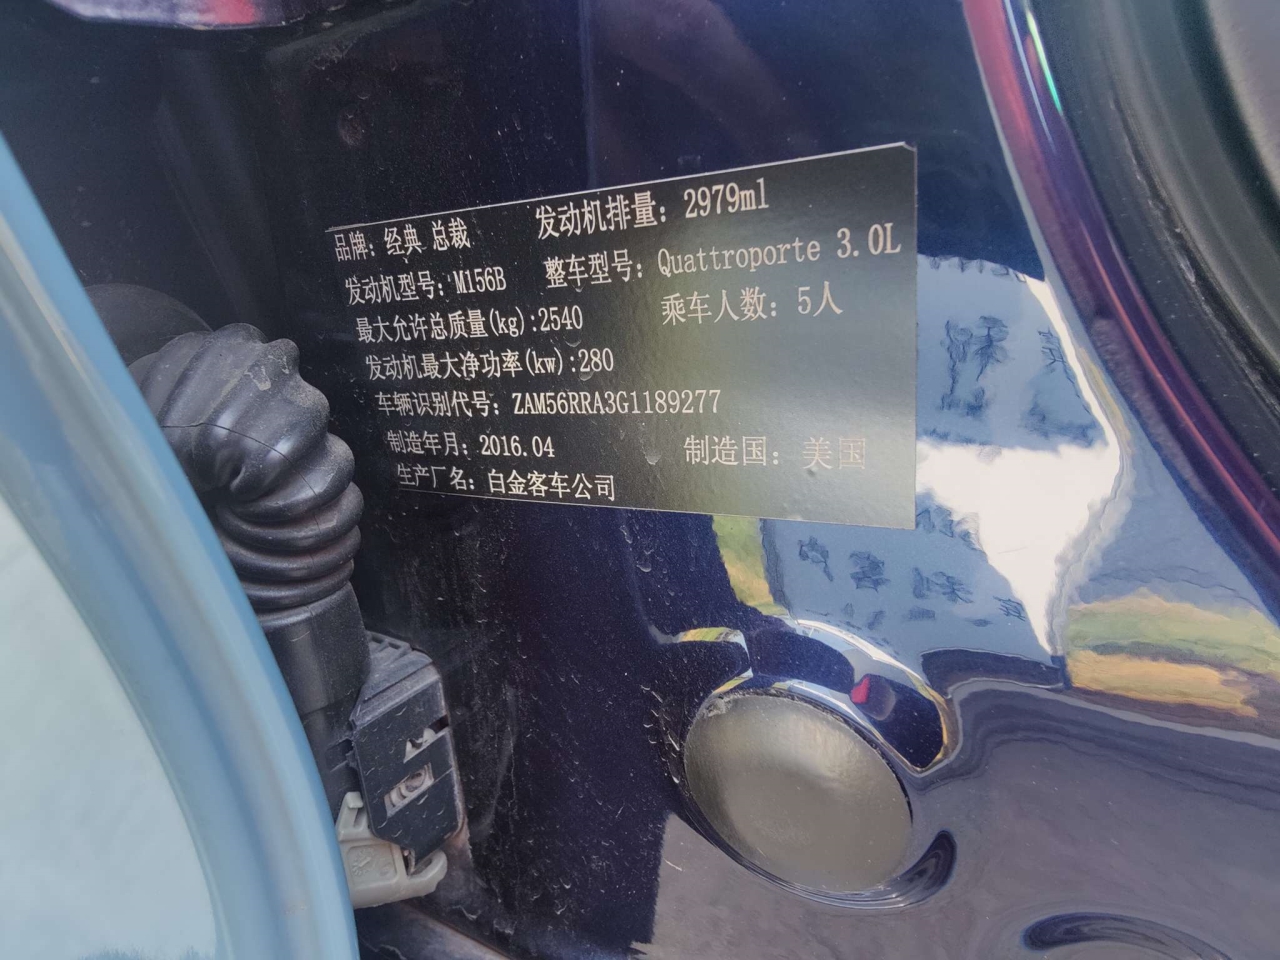 品牌：经典 总裁 发动机排量：2979ml
发动机型号：M156B 整车型号：Quattroporte 3.0L
最大允许总质量(kg):2540 乘车人数：5人
发动机最大净功率(kw):280
车辆识别代号：ZAM56RRA3G1189277
制造年月：2016.04 制造国：美国
生产厂名：白金客车公司